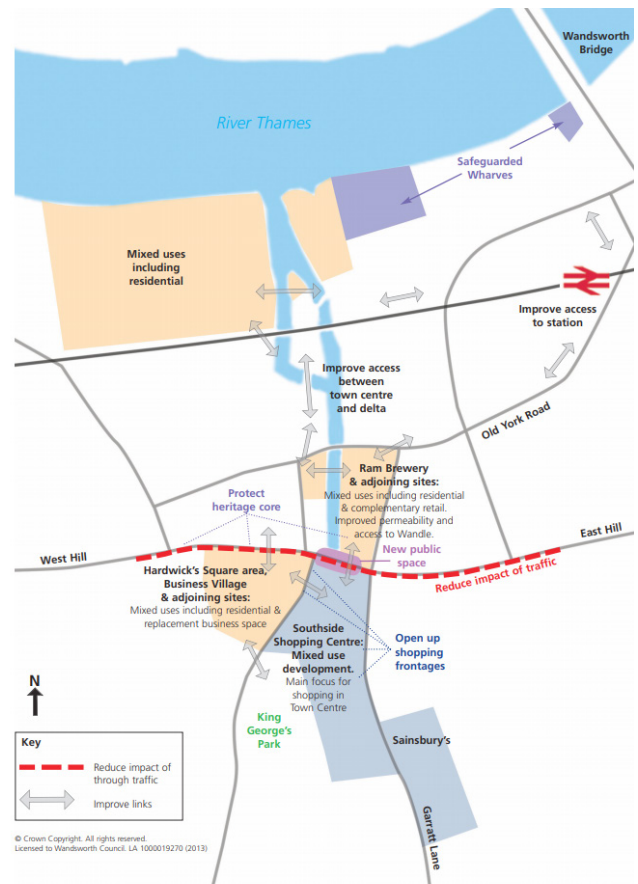 Wandsworth
Bridge
River Thames
Safeguarded
Wharves
Mixed uses
including
residential
Improve access
to station
Improve access
between
town centre
and delta
Old York Road
Ram Brewery
& adjoining sites:
Mixed uses including residential
& complementary retail.
Improved permeability and
access to Wandle.
Protect
heritage core
New public
space
East Hill
West Hill
Reduce impact of traffic
Hardwick's Square area,
Business Village
& adjoining sites:
Mixed uses including residential &
replacement business space
Southside
Shopping Centre:
Mixed use
development.
Main focus for
shopping in
Town Centre
Open up
shopping
frontages
N
King
George's
Park
Sainsbury's
Garratt Lane
Key
Reduce impact of
through traffic
Improve links
© Crown Copyright. All rights reserved.
Licensed to Wandsworth Council. LA 1000019270 (2013)